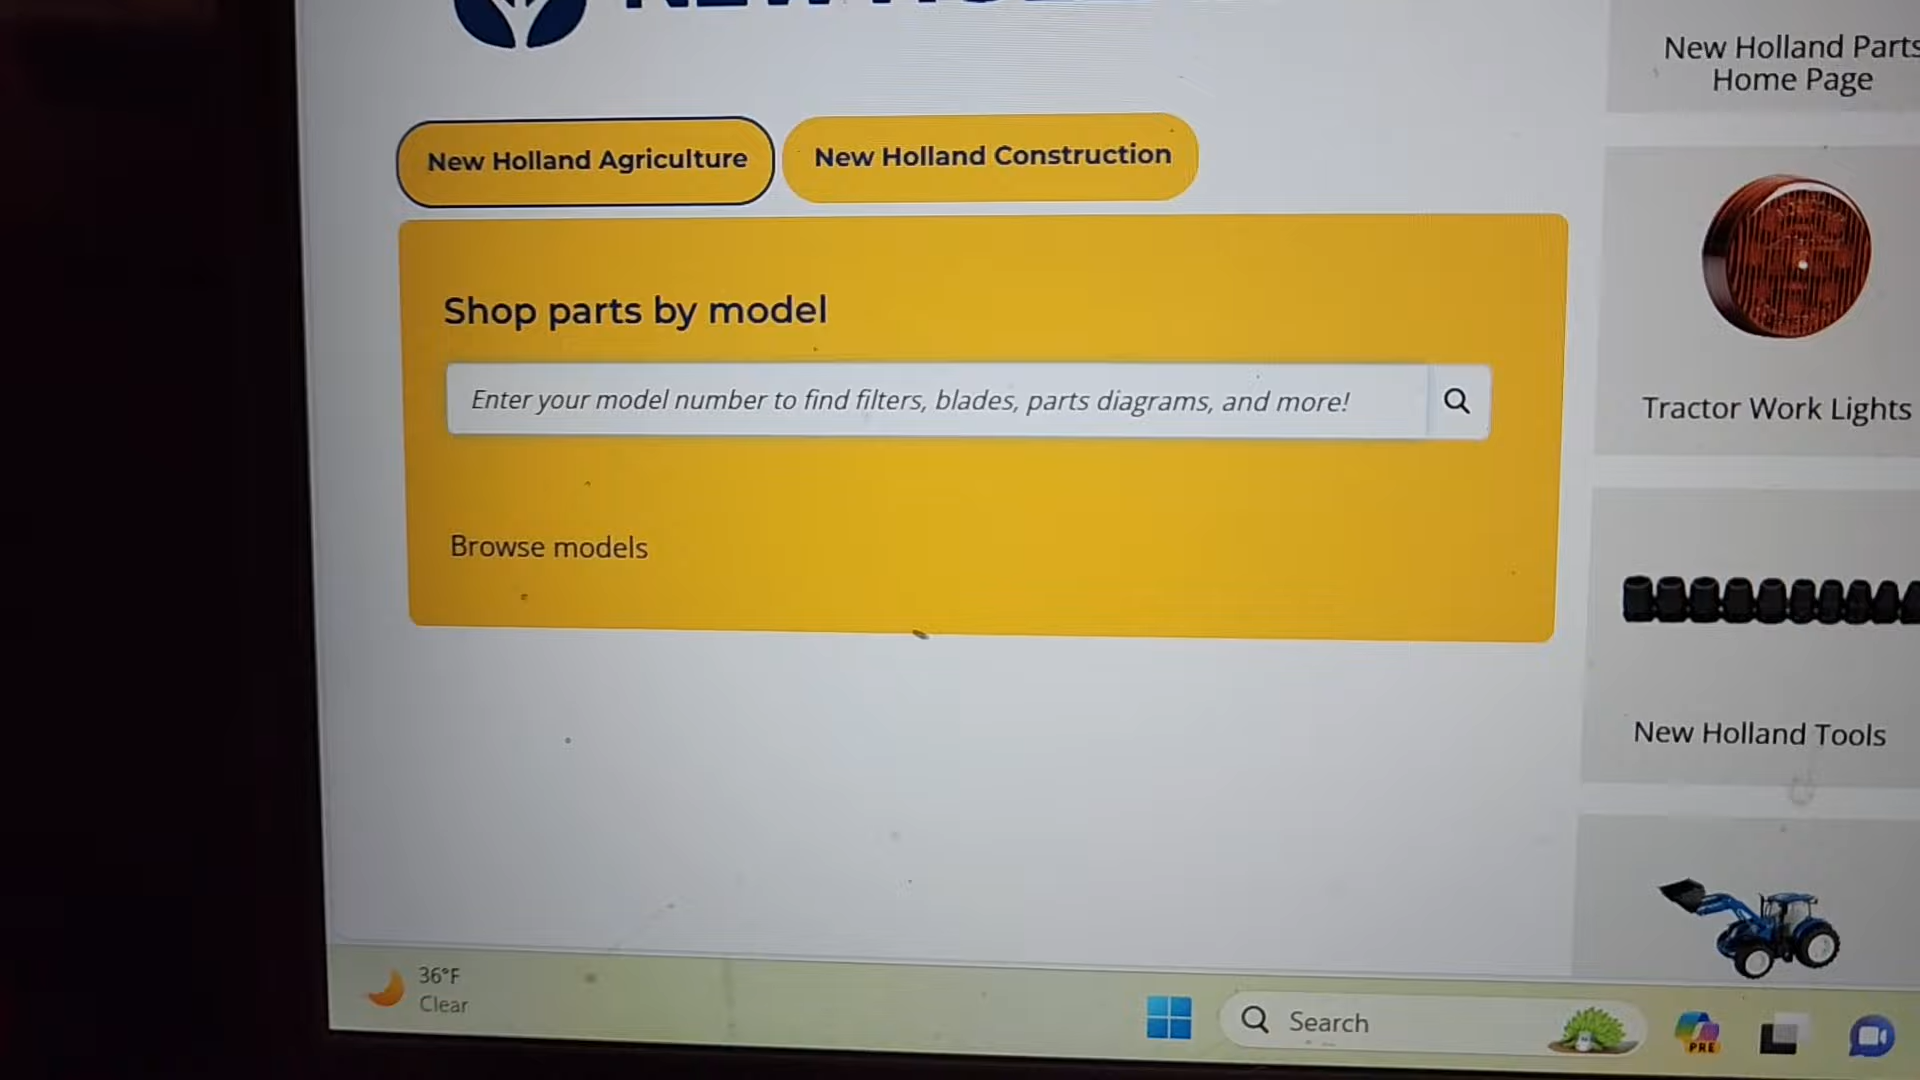 New Holland Parts
Home Page
New Holland Agriculture
New Holland Construction
Shop parts by model
Enter your model number to find filters, blades, parts diagrams, and more!
Browse models
Tractor Work Lights
New Holland Tools
36°F
Clear
Search
PRE